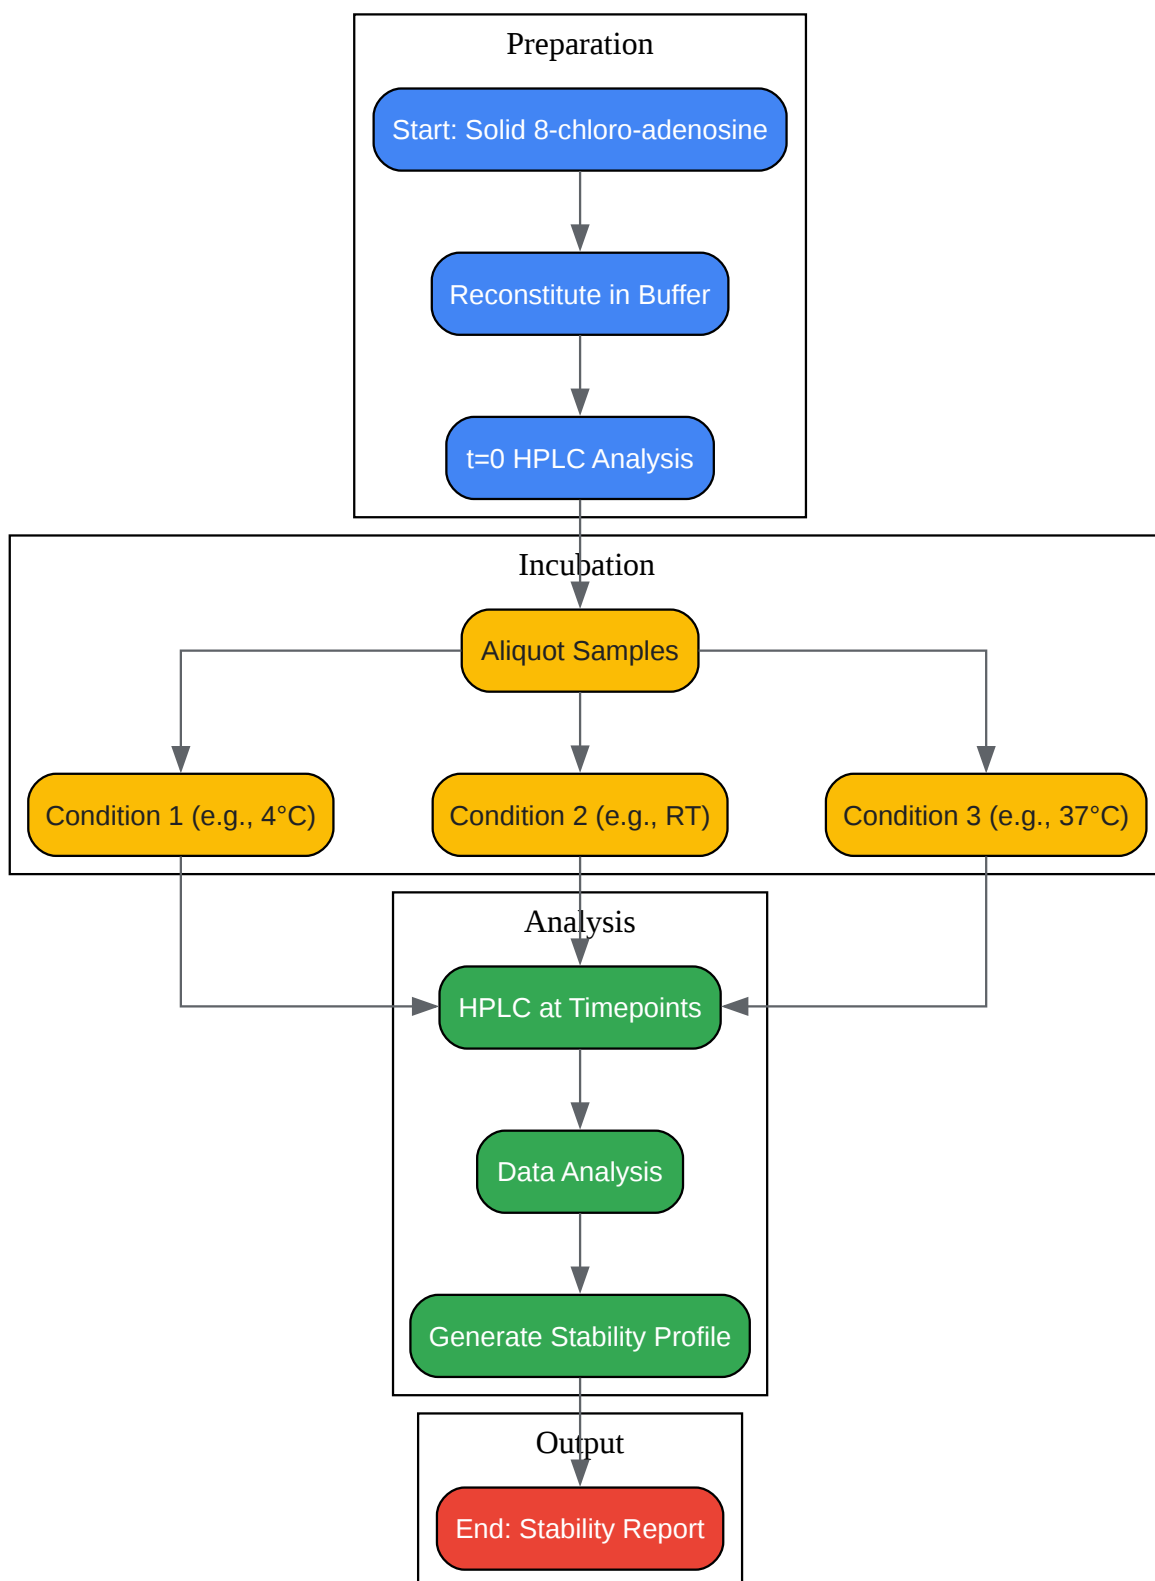 Preparation
Start: Solid 8-chloro-adenosine
Reconstitute in Buffer
t=0 HPLC Analysis
Incubation
Aliquot Samples
Condition 1 (e.g., 4°C)
Condition 2 (e.g., RT)
Condition 3 (e.g., 37°C)
Analysis
HPLC at Timepoints
Data Analysis
Generate Stability Profile
Output
End: Stability Report